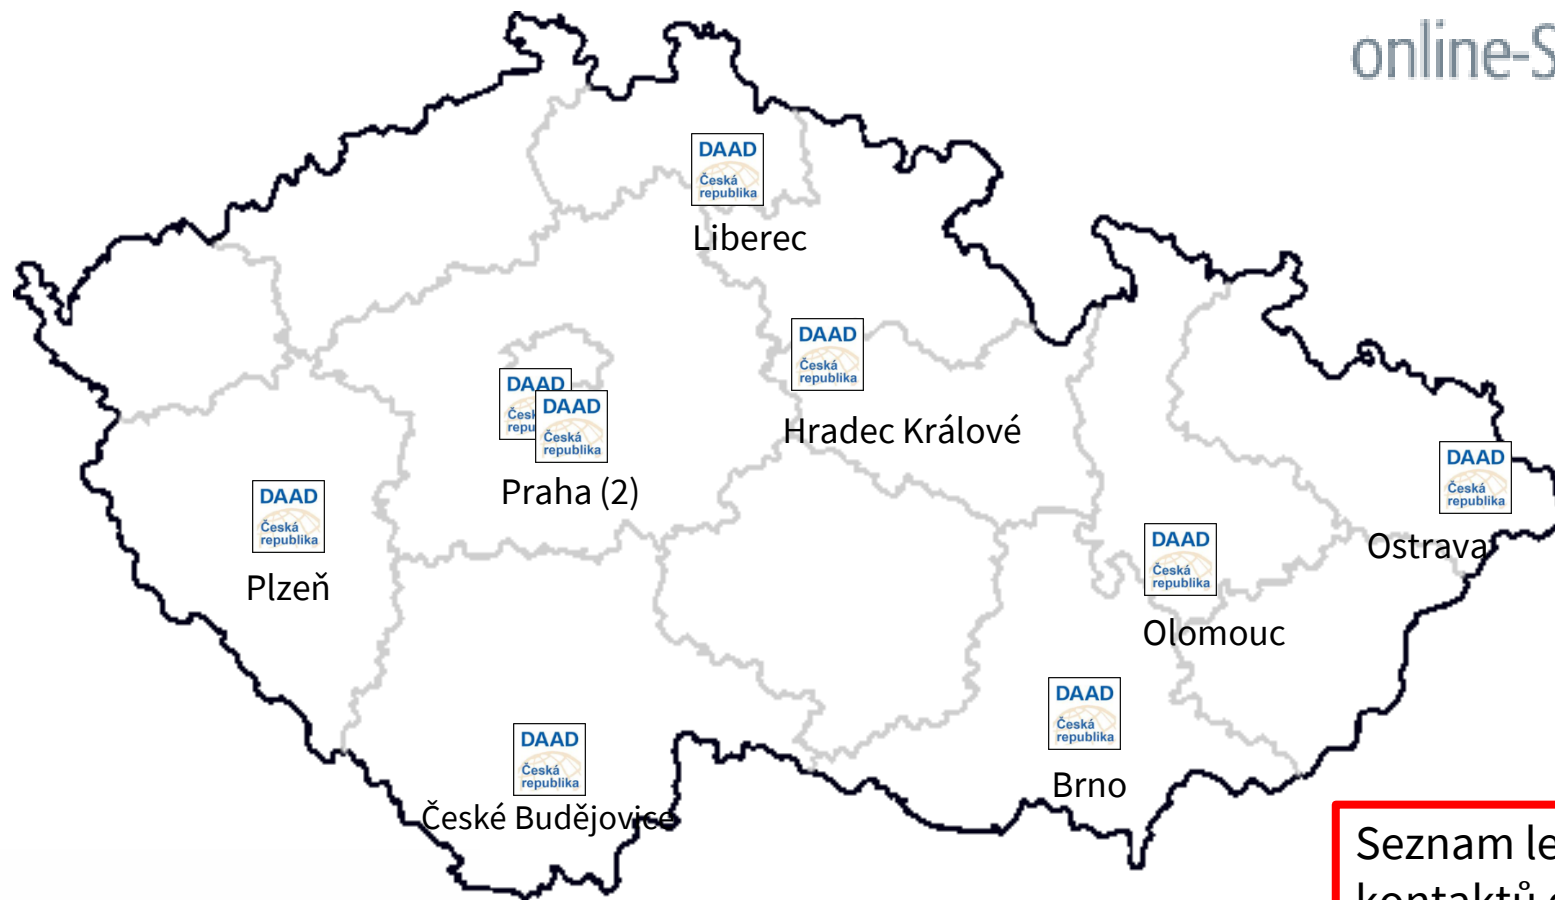 online-S
DAAD
Česká
republika
Liberec
DAAD
Česká
republika
Hradec Králové
DAAD
DAAD
Česká
republika
Praha (2)
DAAD
Česká
republika
Plzeň
DAAD
Česká
republika
Ostrava
DAAD
Česká
republika
Olomouc
DAAD
Česká
republika
Brno
DAAD
Česká
republika
České Budějovice
Seznam le
kontaktů